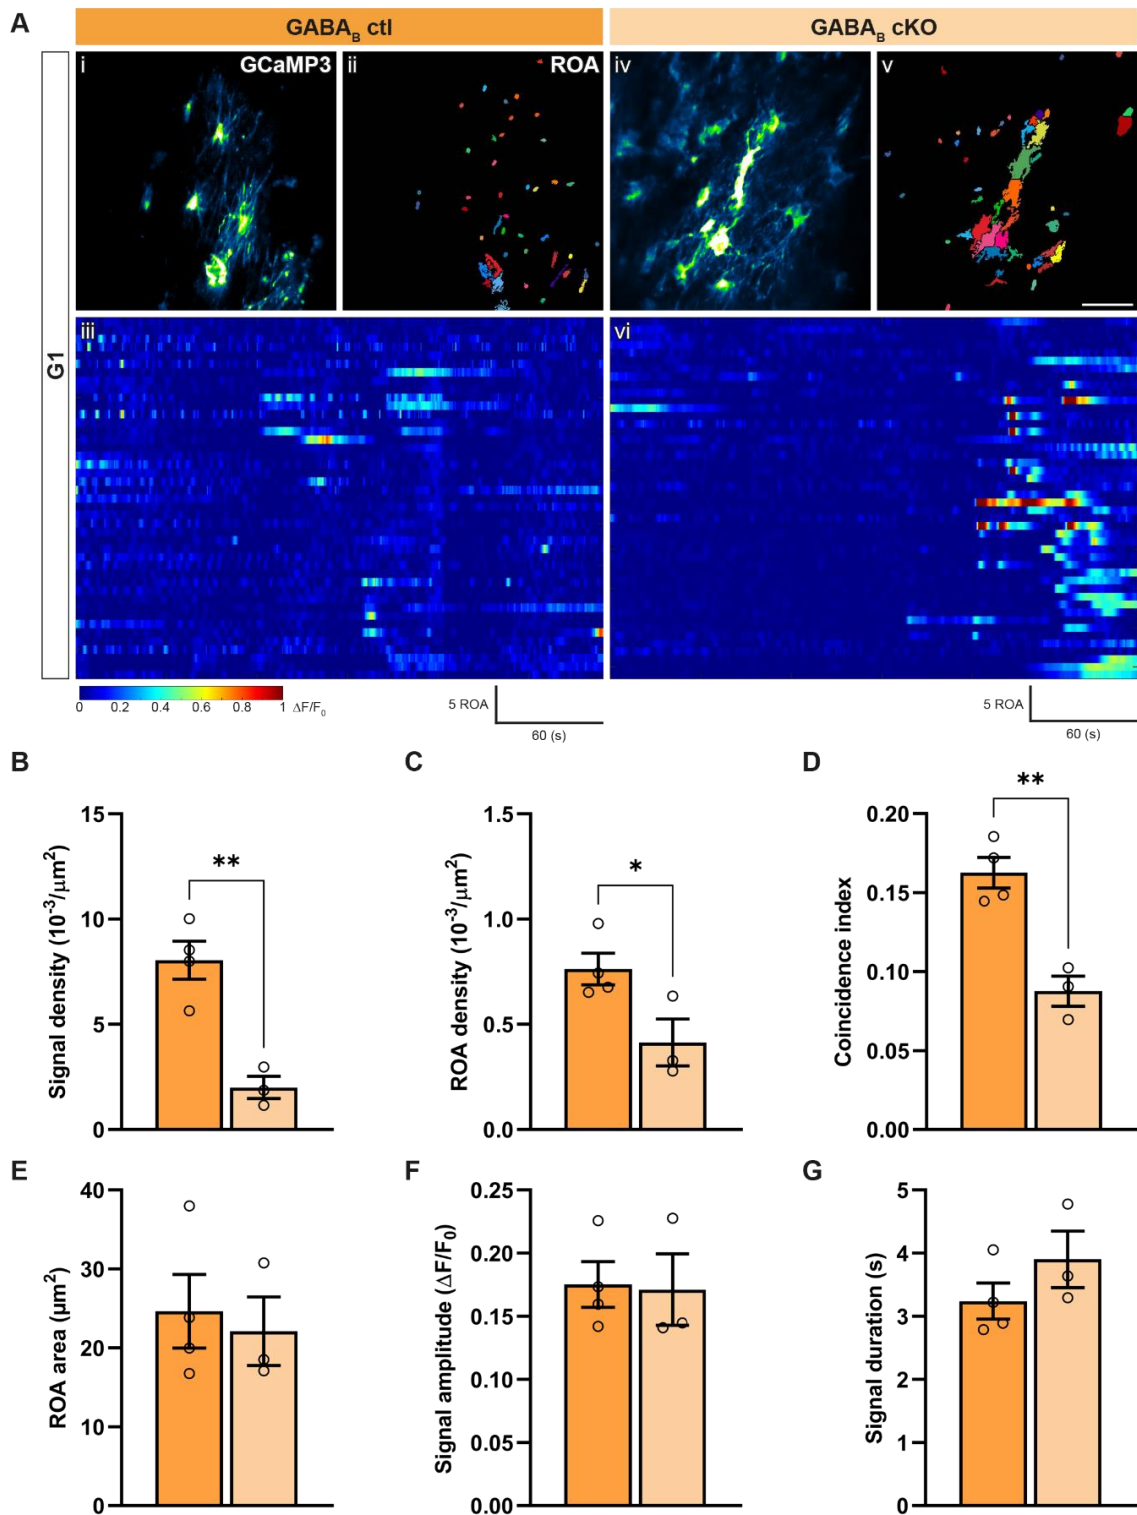 A
GABA_B ctl
GABA_B cKO
G1
i
GCaMP3
ii
ROA
iv
v
iii
vi
0 0.2 0.4 0.6 0.8 1 ΔF/F₀
5 ROA
60 (s)
5 ROA
60 (s)
B
Signal density (10⁻³/μm²)
15
10
5
0
**
C
ROA density (10⁻³/μm²)
1.5
1.0
0.5
0.0
*
D
Coincidence index
0.20
0.15
0.10
0.05
0.00
**
E
ROA area (μm²)
40
30
20
10
0
F
Signal amplitude (ΔF/F₀)
0.25
0.20
0.15
0.10
0.05
0.00
G
Signal duration (s)
5
4
3
2
1
0